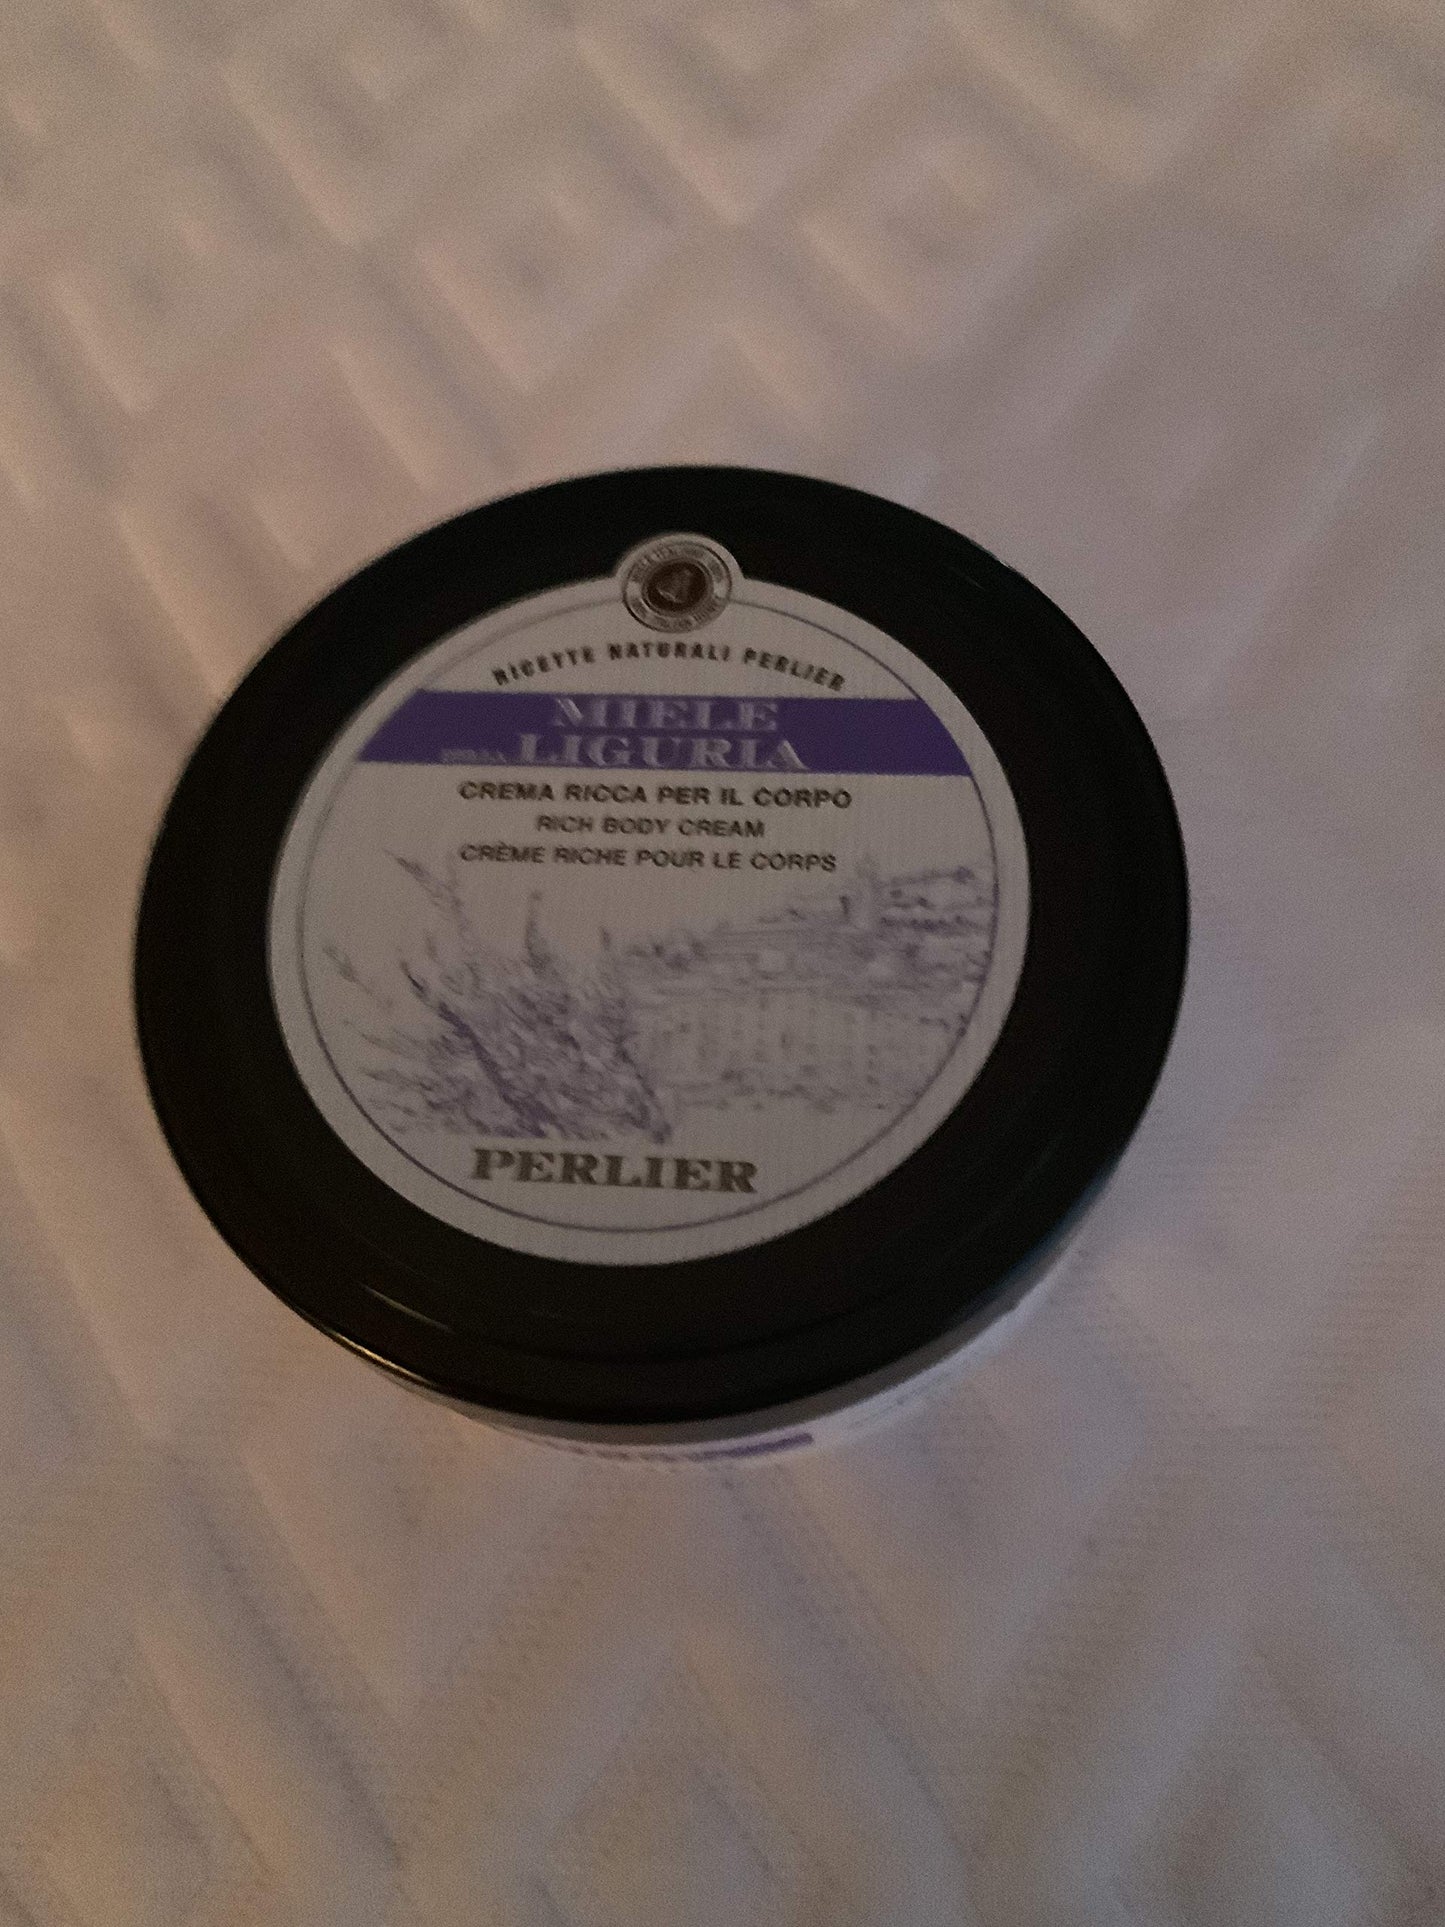 RICETTE NATURALI PERLIER
MIELE
DELLA LIGURIA
CREMA RICCA PER IL CORPO
RICH BODY CREAM
CRÈME RICHE POUR LE CORPS
PERLIER